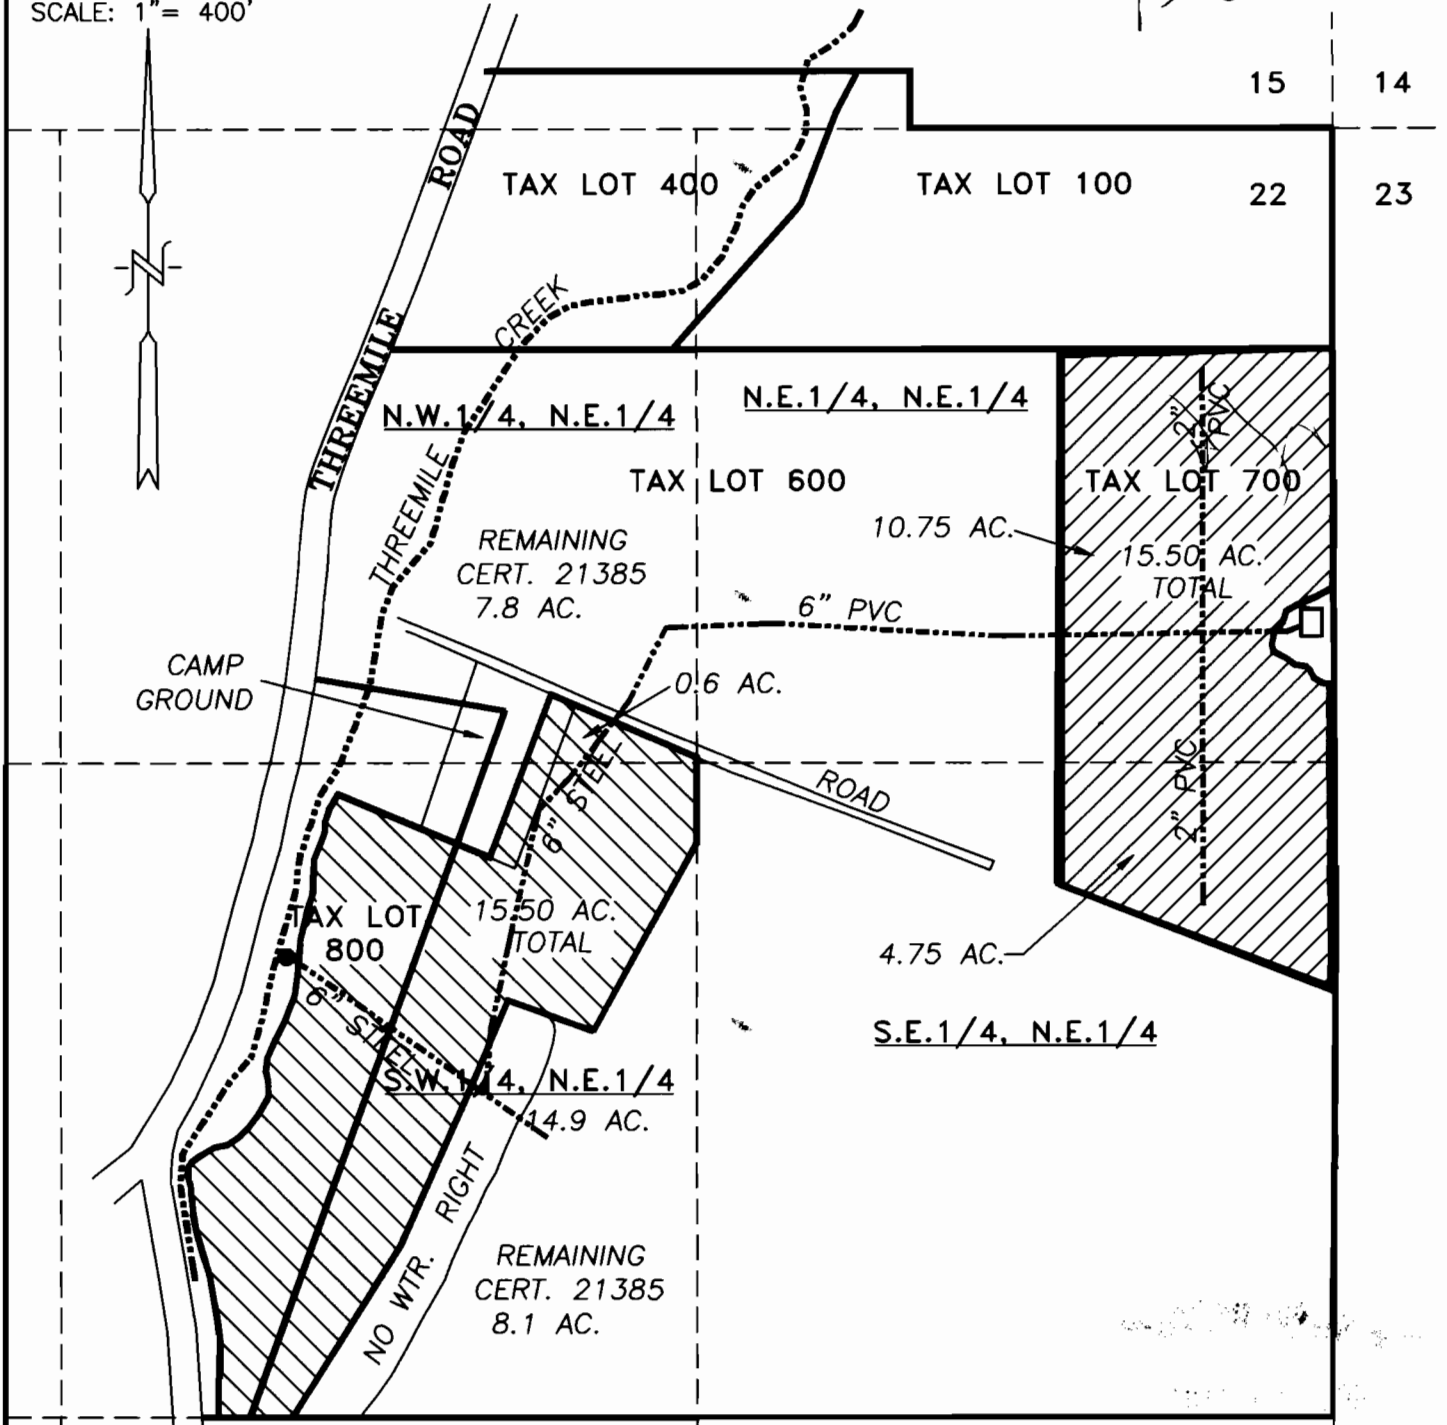 SCALE: 1"= 400'
15
14
TAX LOT 400
TAX LOT 100
22
23
N
THREEMILE ROAD
THREEMILE CREEK
N.W.1/4, N.E.1/4
N.E.1/4, N.E.1/4
2" PVC
TAX LOT 600
TAX LOT 700
10.75 AC.
15.50 AC.
TOTAL
REMAINING
CERT. 21385
7.8 AC.
6" PVC
CAMP
GROUND
0.6 AC.
6" STEEL
ROAD
2" PVC
TAX LOT
800
15.50 AC.
TOTAL
4.75 AC.
6" STEEL
S.E.1/4, N.E.1/4
S.W.1/4, N.E.1/4
14.9 AC.
NO WTR. RIGHT
REMAINING
CERT. 21385
8.1 AC.